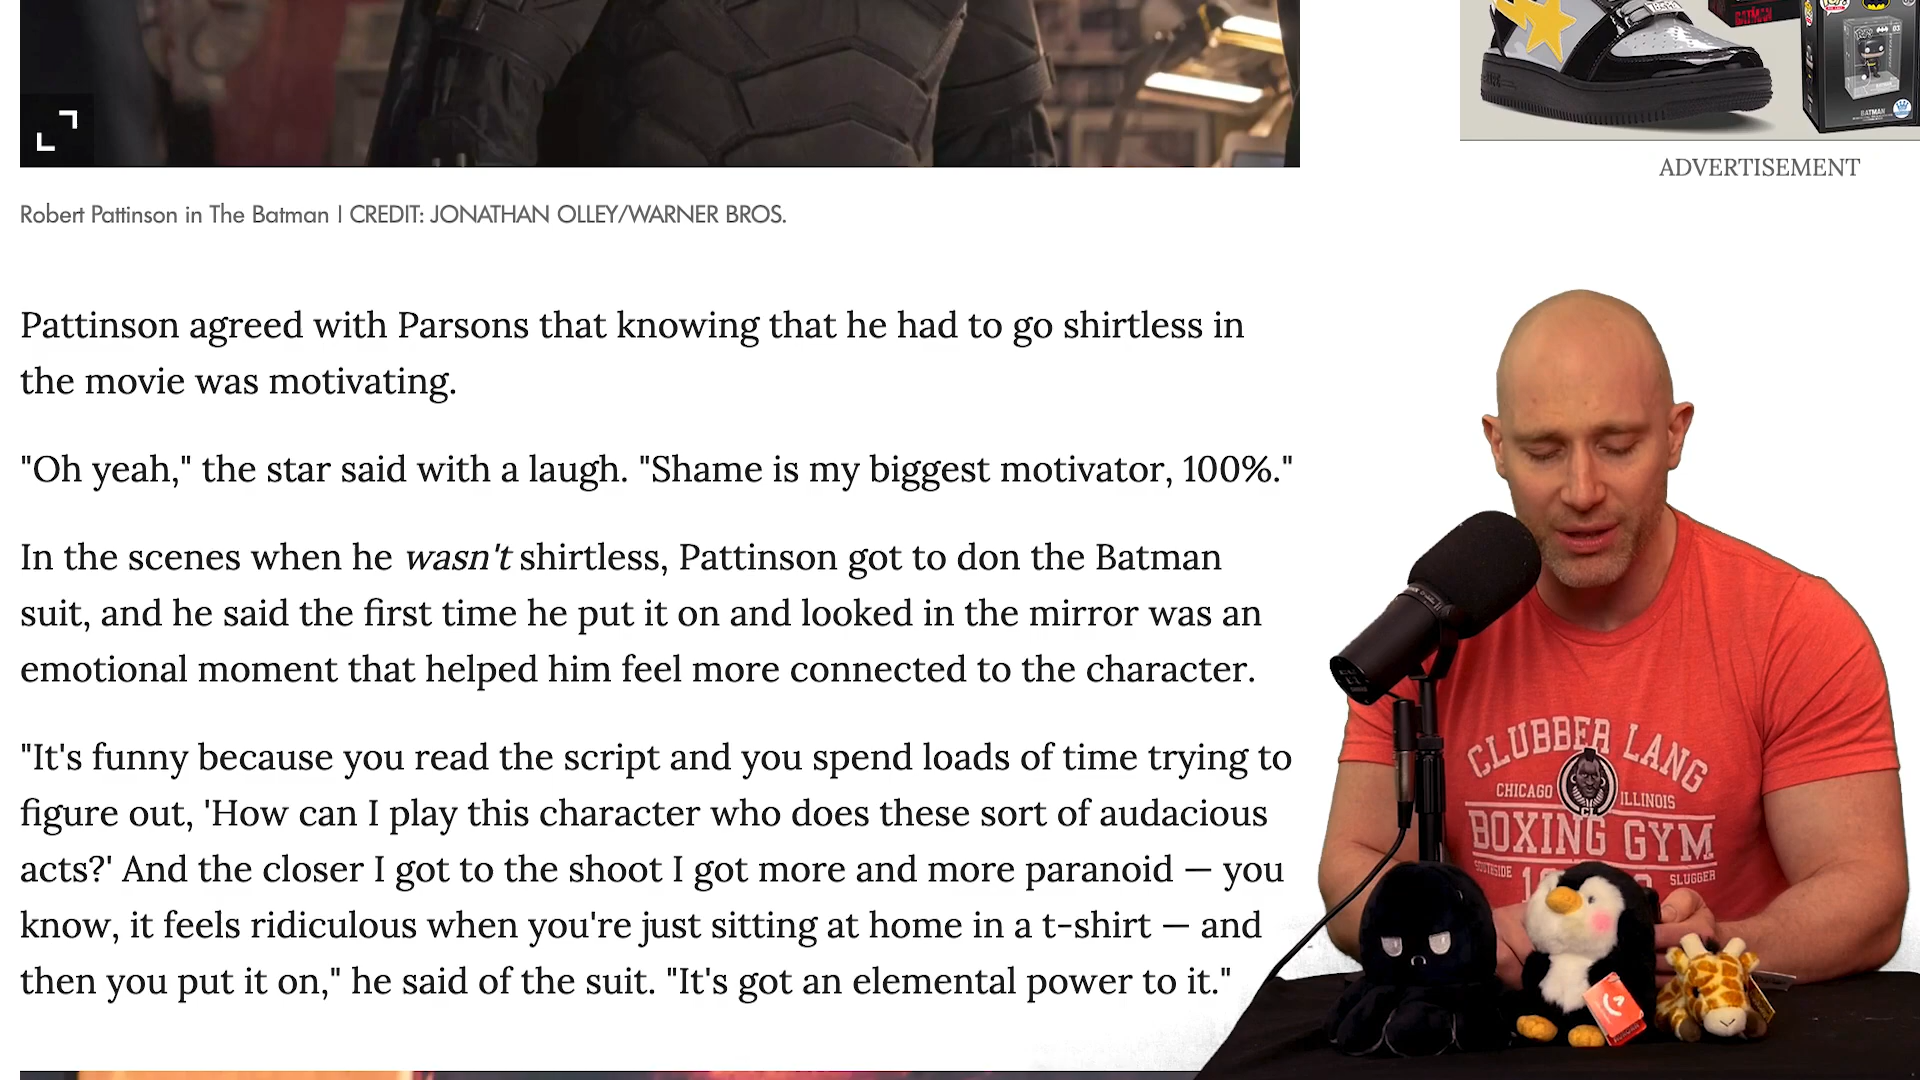 BATMAN
03
BATMAN
ADVERTISEMENT
Robert Pattinson in The Batman | CREDIT: JONATHAN OLLEY/WARNER BROS.
Pattinson agreed with Parsons that knowing that he had to go shirtless in
the movie was motivating.
"Oh yeah," the star said with a laugh. "Shame is my biggest motivator, 100%."
In the scenes when he wasn't shirtless, Pattinson got to don the Batman
suit, and he said the first time he put it on and looked in the mirror was an
emotional moment that helped him feel more connected to the character.
"It's funny because you read the script and you spend loads of time trying to
figure out, 'How can I play this character who does these sort of audacious
acts?' And the closer I got to the shoot I got more and more paranoid — you
know, it feels ridiculous when you're just sitting at home in a t-shirt — and
then you put it on," he said of the suit. "It's got an elemental power to it."
CLUBBER LANG
CHICAGO ILLINOIS
CL
BOXING GYM
SOUTHSIDE SLUGGER